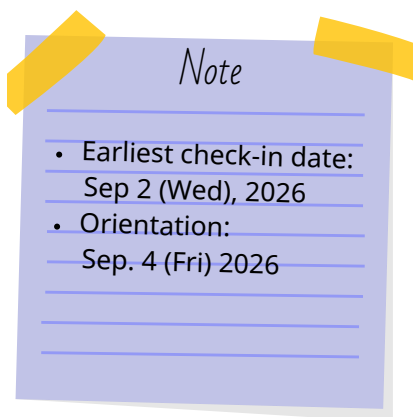 Note
• Earliest check-in date:
Sep 2 (Wed), 2026
• Orientation:
Sep. 4 (Fri) 2026